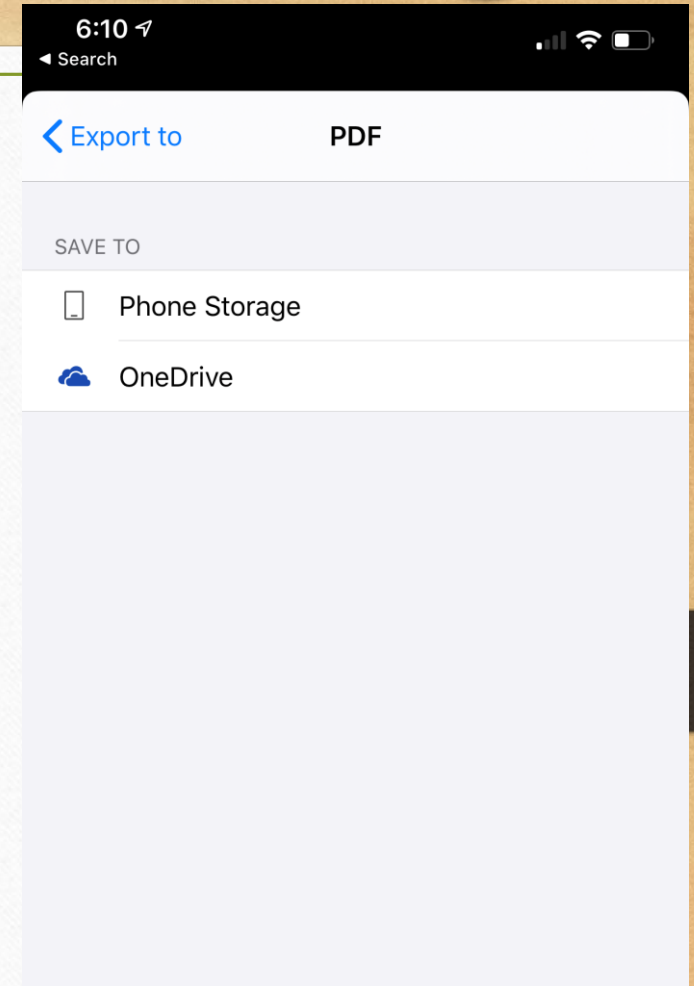 6:10
◀ Search
Export to
PDF
SAVE TO
Phone Storage
OneDrive